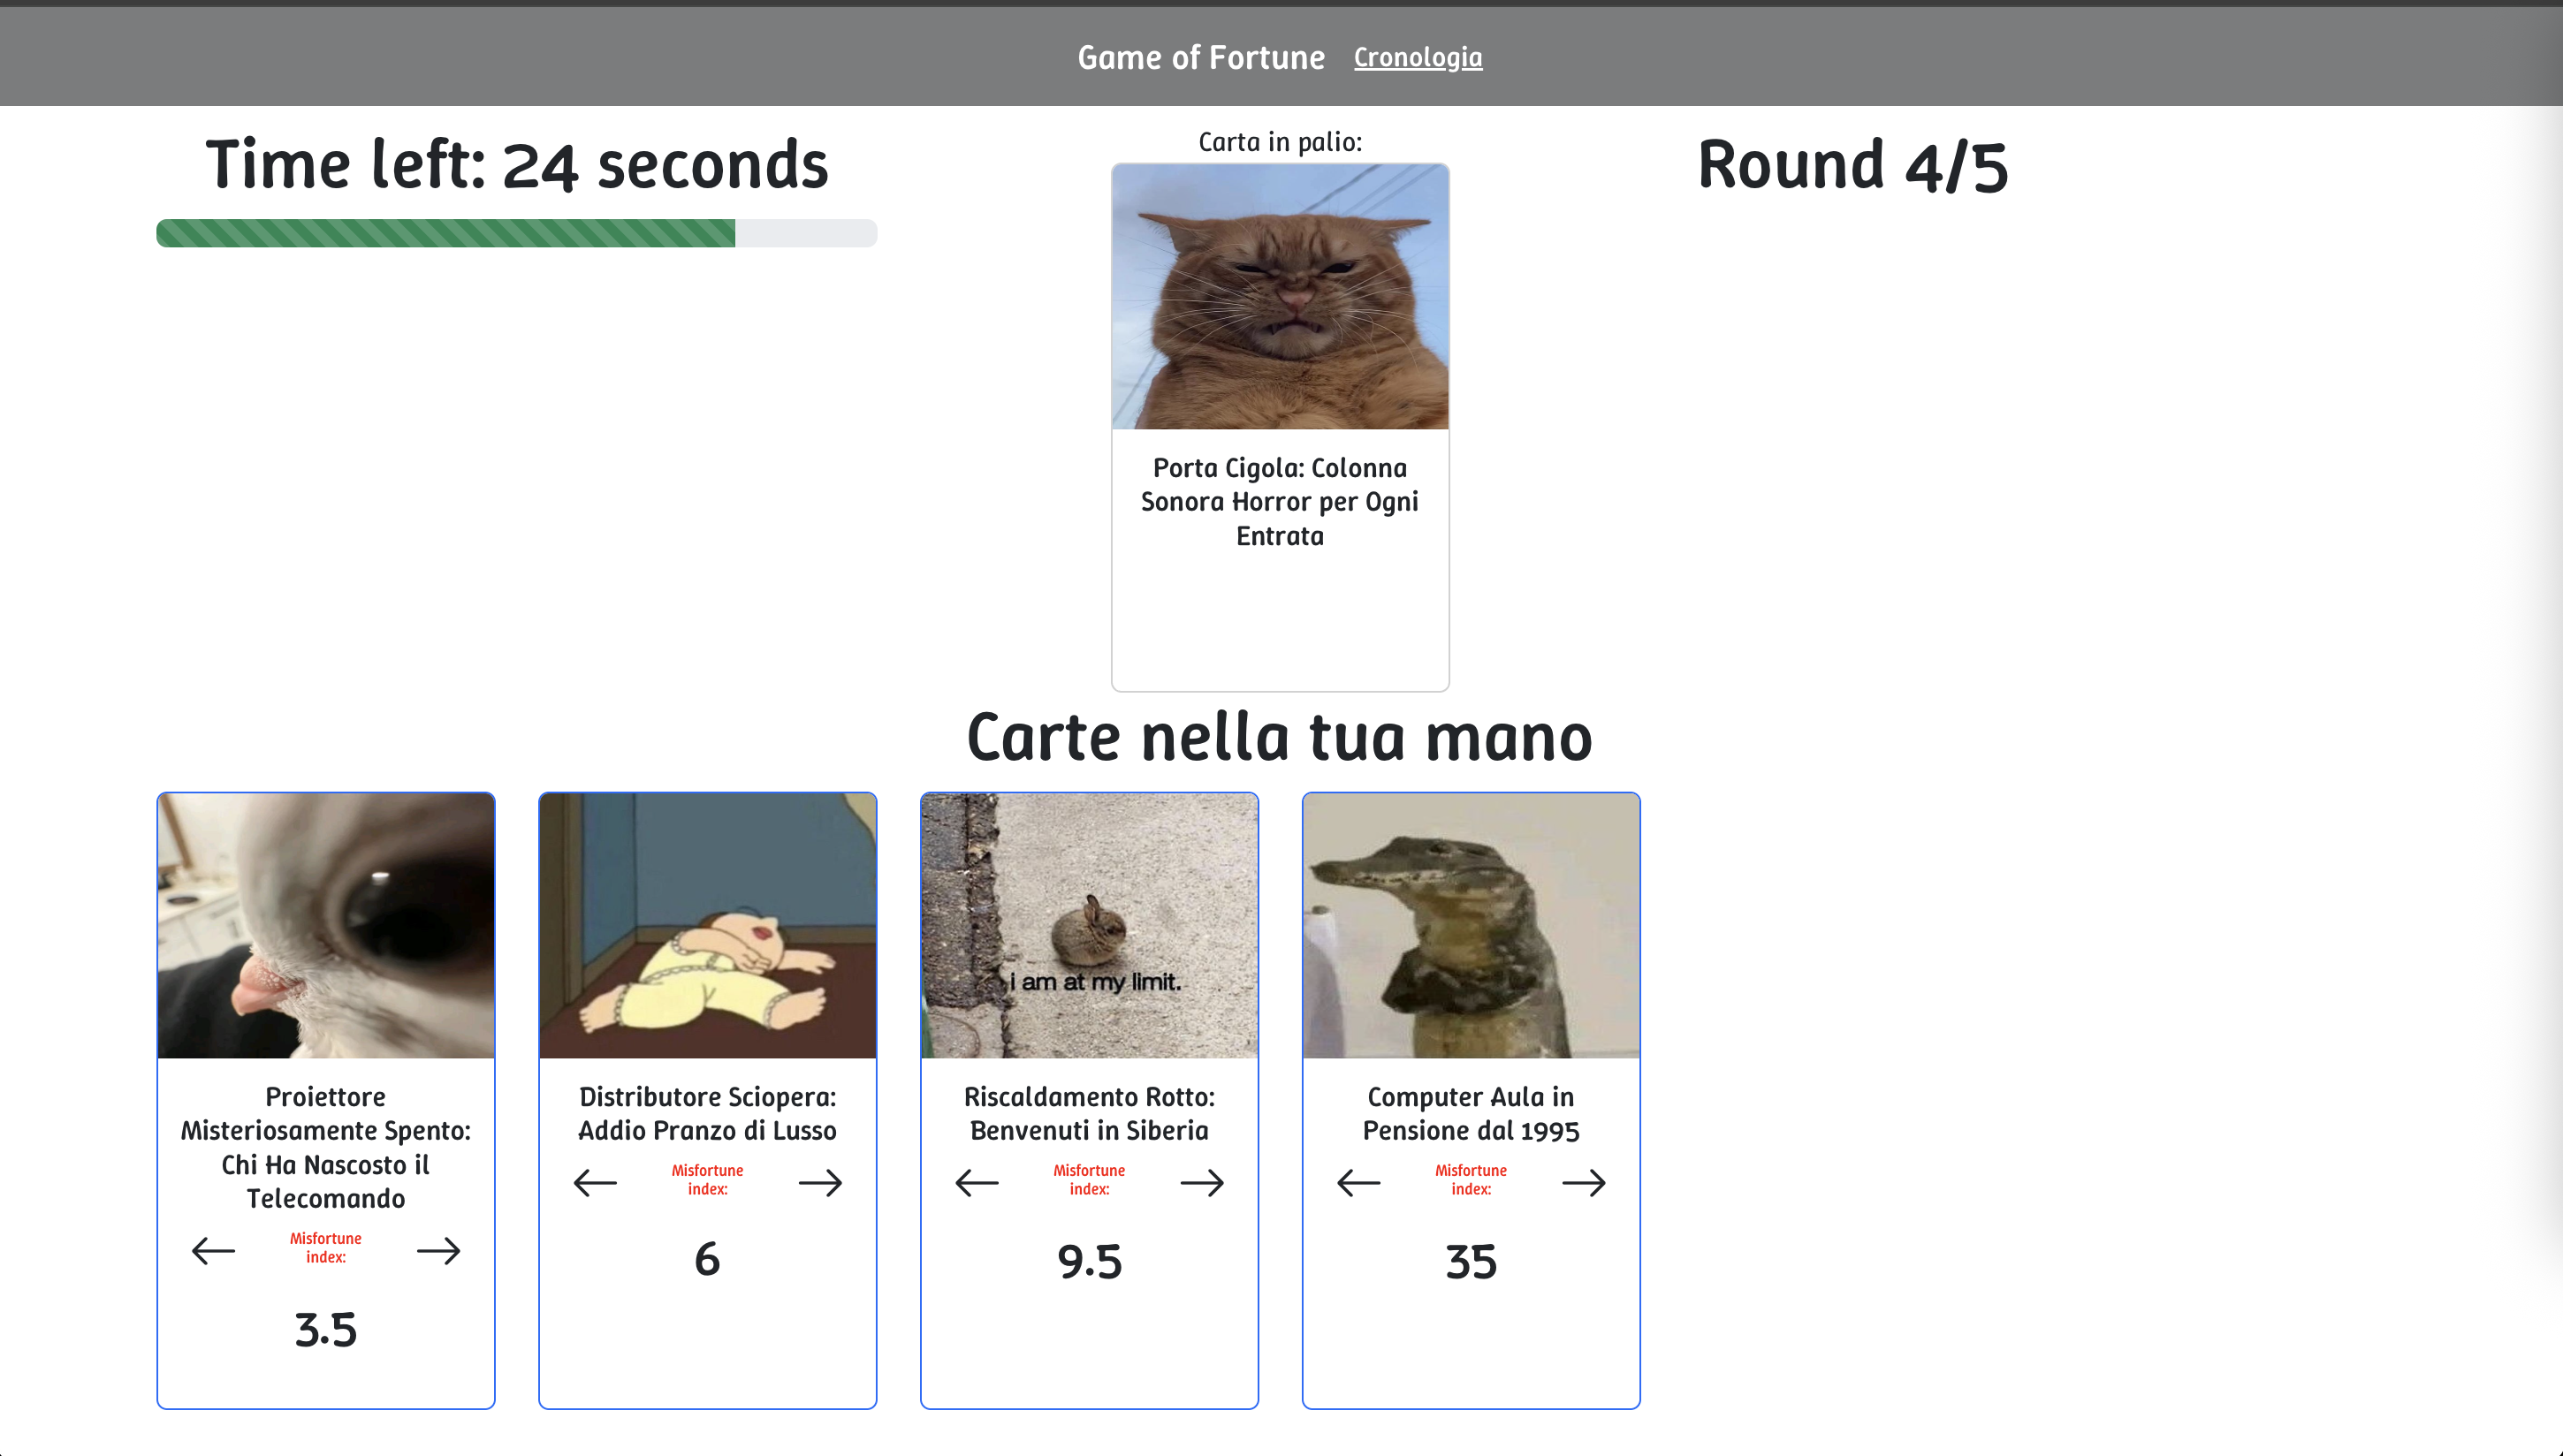 Game of Fortune Cronologia
Time left: 24 seconds
Carta in palio:
Round 4/5
Porta Cigola: Colonna
Sonora Horror per Ogni
Entrata
Carte nella tua mano
Proiettore
Misteriosamente Spento:
Chi Ha Nascosto il
Telecomando
Misfortune
index:
3.5
Distributore Sciopera:
Addio Pranzo di Lusso
Misfortune
index:
6
i am at my limit.
Riscaldamento Rotto:
Benvenuti in Siberia
Misfortune
index:
9.5
Computer Aula in
Pensione dal 1995
Misfortune
index:
35